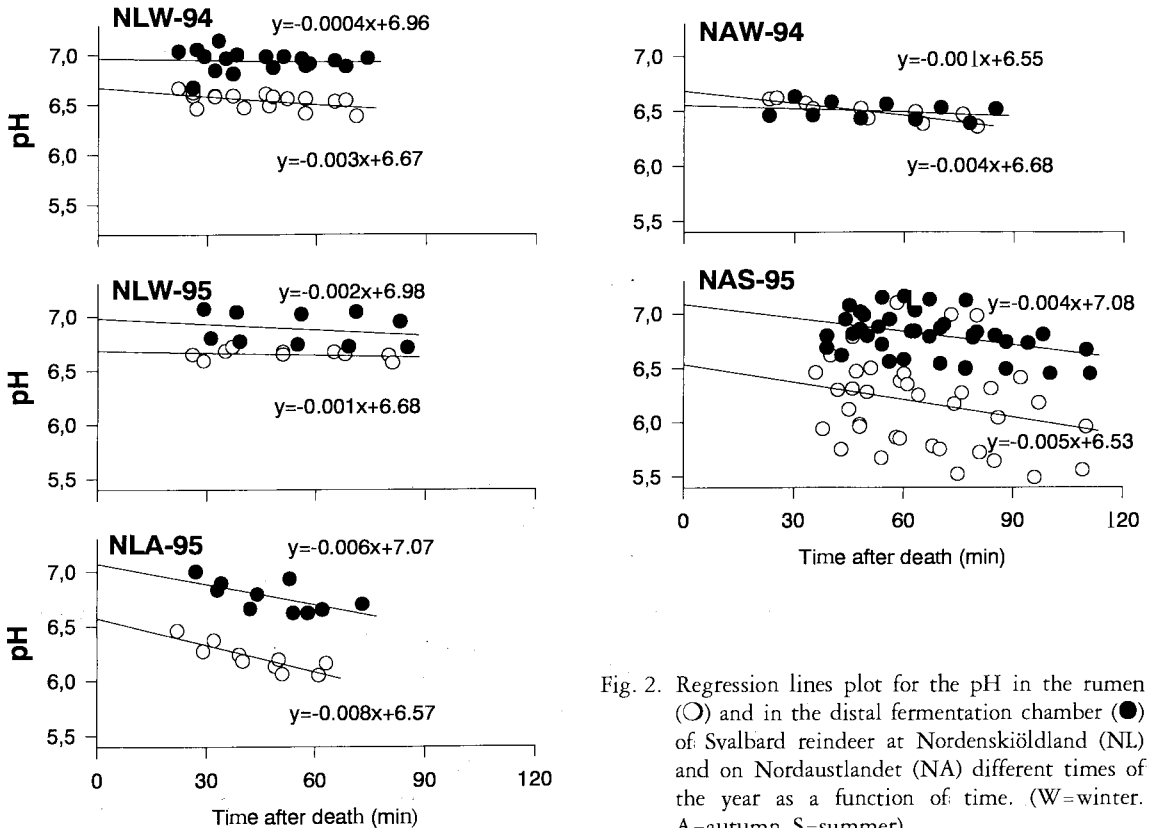 NLW-94
y=-0.0004x+6.96
7,0
6,5
6,0
5,5
pH
y=-0.003x+6.67
0
30
60
90
120
NAW-94
y=-0.001x+6.55
7,0
6,5
6,0
5,5
y=-0.004x+6.68
NLW-95
y=-0.002x+6.98
7,0
6,5
6,0
5,5
pH
y=-0.001x+6.68
NAS-95
y=-0.004x+7.08
7,0
6,5
6,0
5,5
y=-0.005x+6.53
0 30 60 90 120
Time after death (min)
NLA-95
y=-0.006x+7.07
7,0
6,5
6,0
5,5
pH
y=-0.008x+6.57
0 30 60 90 120
Time after death (min)
Fig. 2. Regression lines plot for the pH in the rumen
(○) and in the distal fermentation chamber (●)
of Svalbard reindeer at Nordenskiöldland (NL)
and on Nordaustlandet (NA) different times of
the year as a function of time. (W=winter.
A=autumn, S=summer)